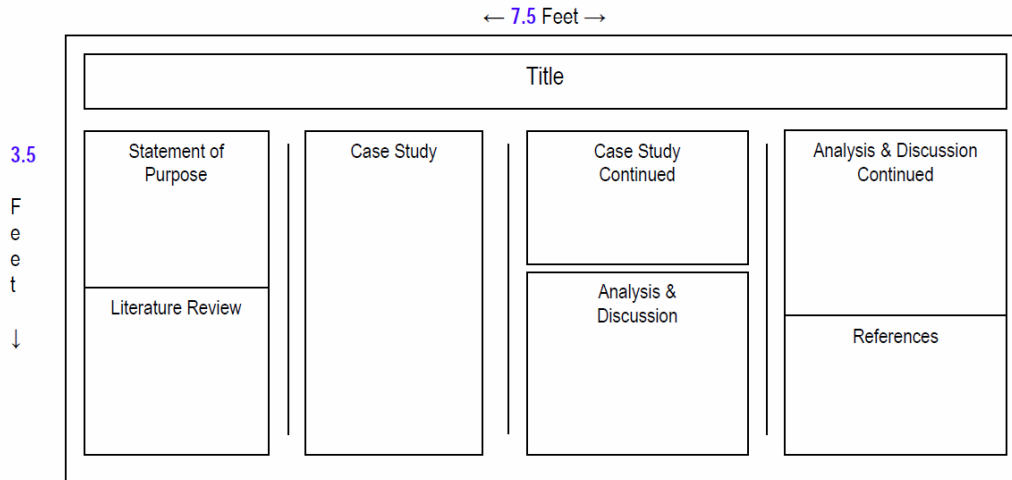 ← 7.5 Feet →
Title
3.5
F
e
e
t
↓
Statement of
Purpose
Literature Review
Case Study
Case Study
Continued
Analysis &
Discussion
Analysis & Discussion
Continued
References